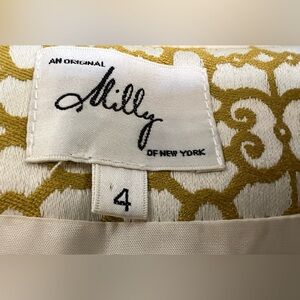 AN ORIGINAL
Milly
OF NEW YORK
4